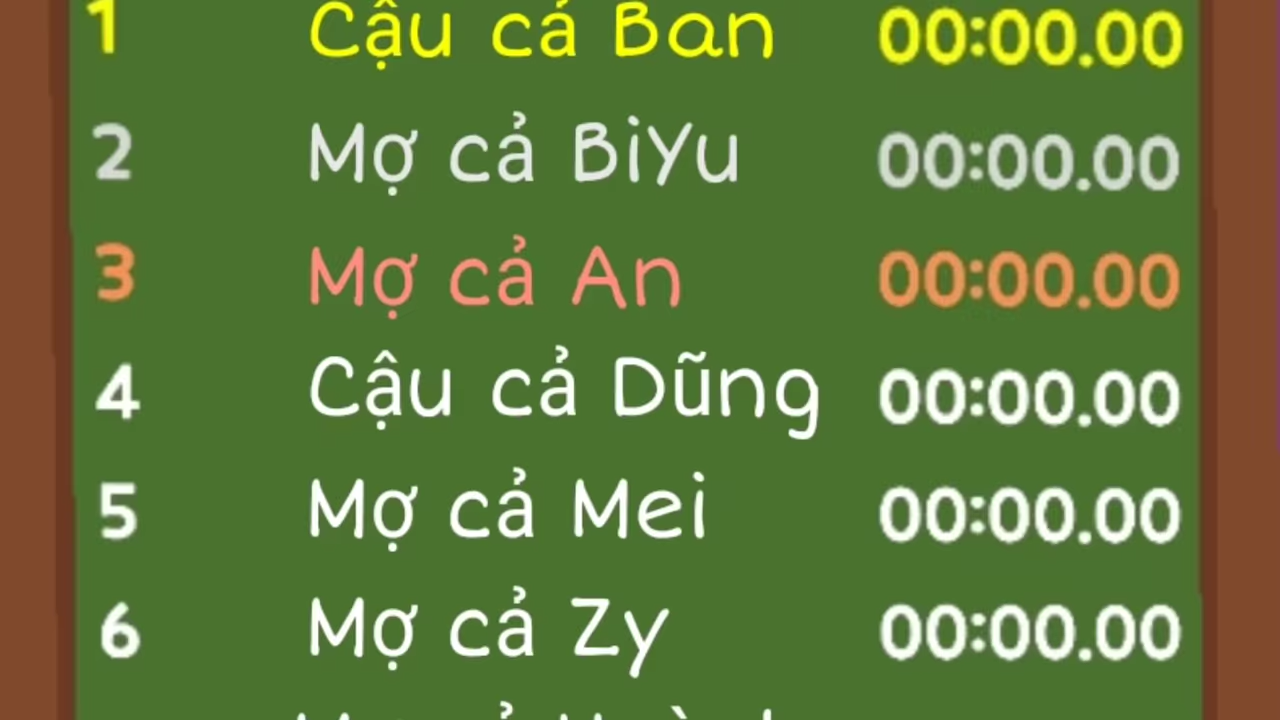 1 Cậu cả Ban 00:00.00
2 Mợ cả BiYu 00:00.00
3 Mợ cả An 00:00.00
4 Cậu cả Dũng 00:00.00
5 Mợ cả Mei 00:00.00
6 Mợ cả Zy 00:00.00